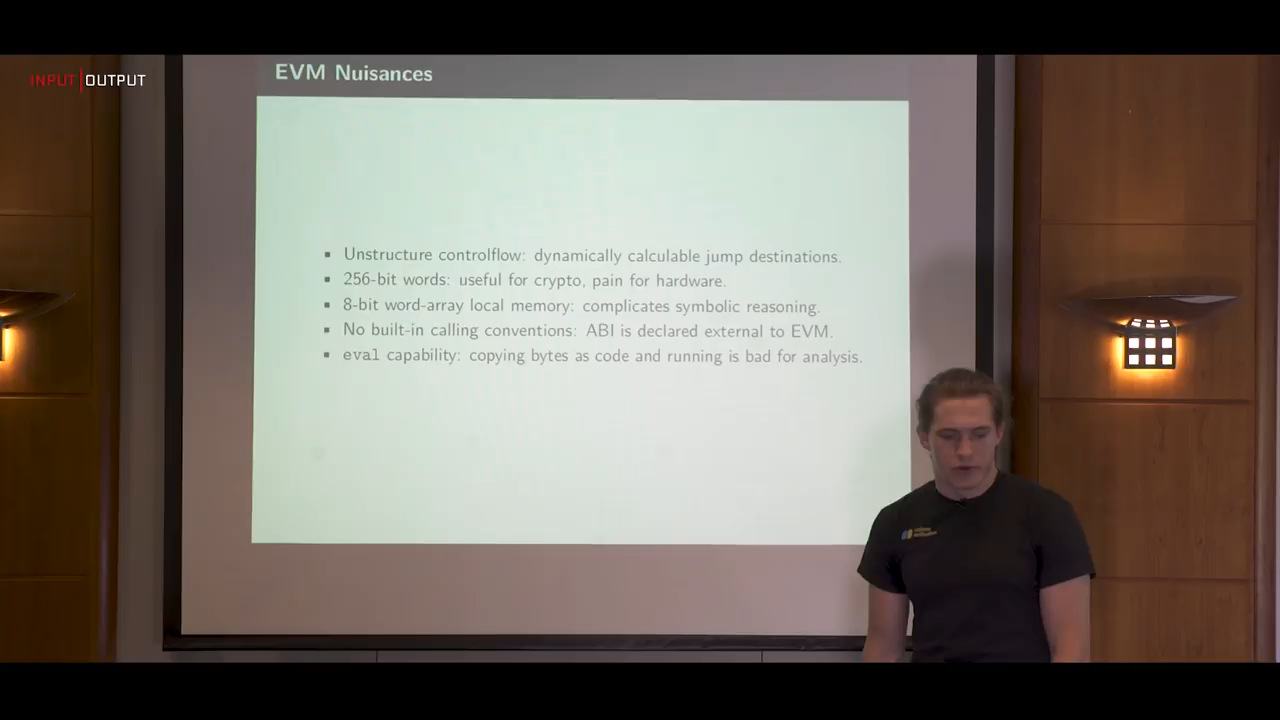 EVM Nuisances
INPUT|OUTPUT
▪ Unstructure controlflow: dynamically calculable jump destinations.
▪ 256-bit words: useful for crypto, pain for hardware.
▪ 8-bit word-array local memory: complicates symbolic reasoning.
▪ No built-in calling conventions: ABI is declared external to EVM.
▪ eval capability: copying bytes as code and running is bad for analysis.